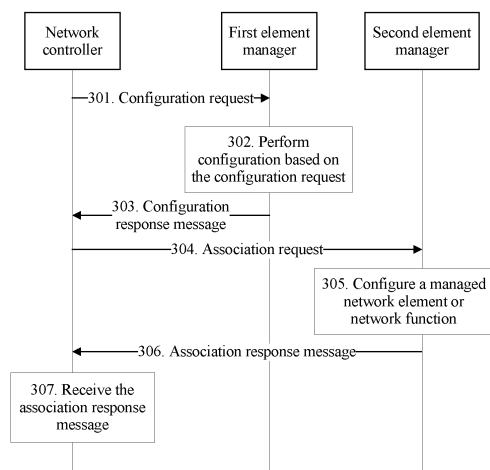 Network
controller
First element
manager
Second element
manager
301. Configuration request
302. Perform
configuration based on
the configuration request
303. Configuration
response message
304. Association request
305. Configure a managed
network element or
network function
306. Association response message
307. Receive the
association response
message